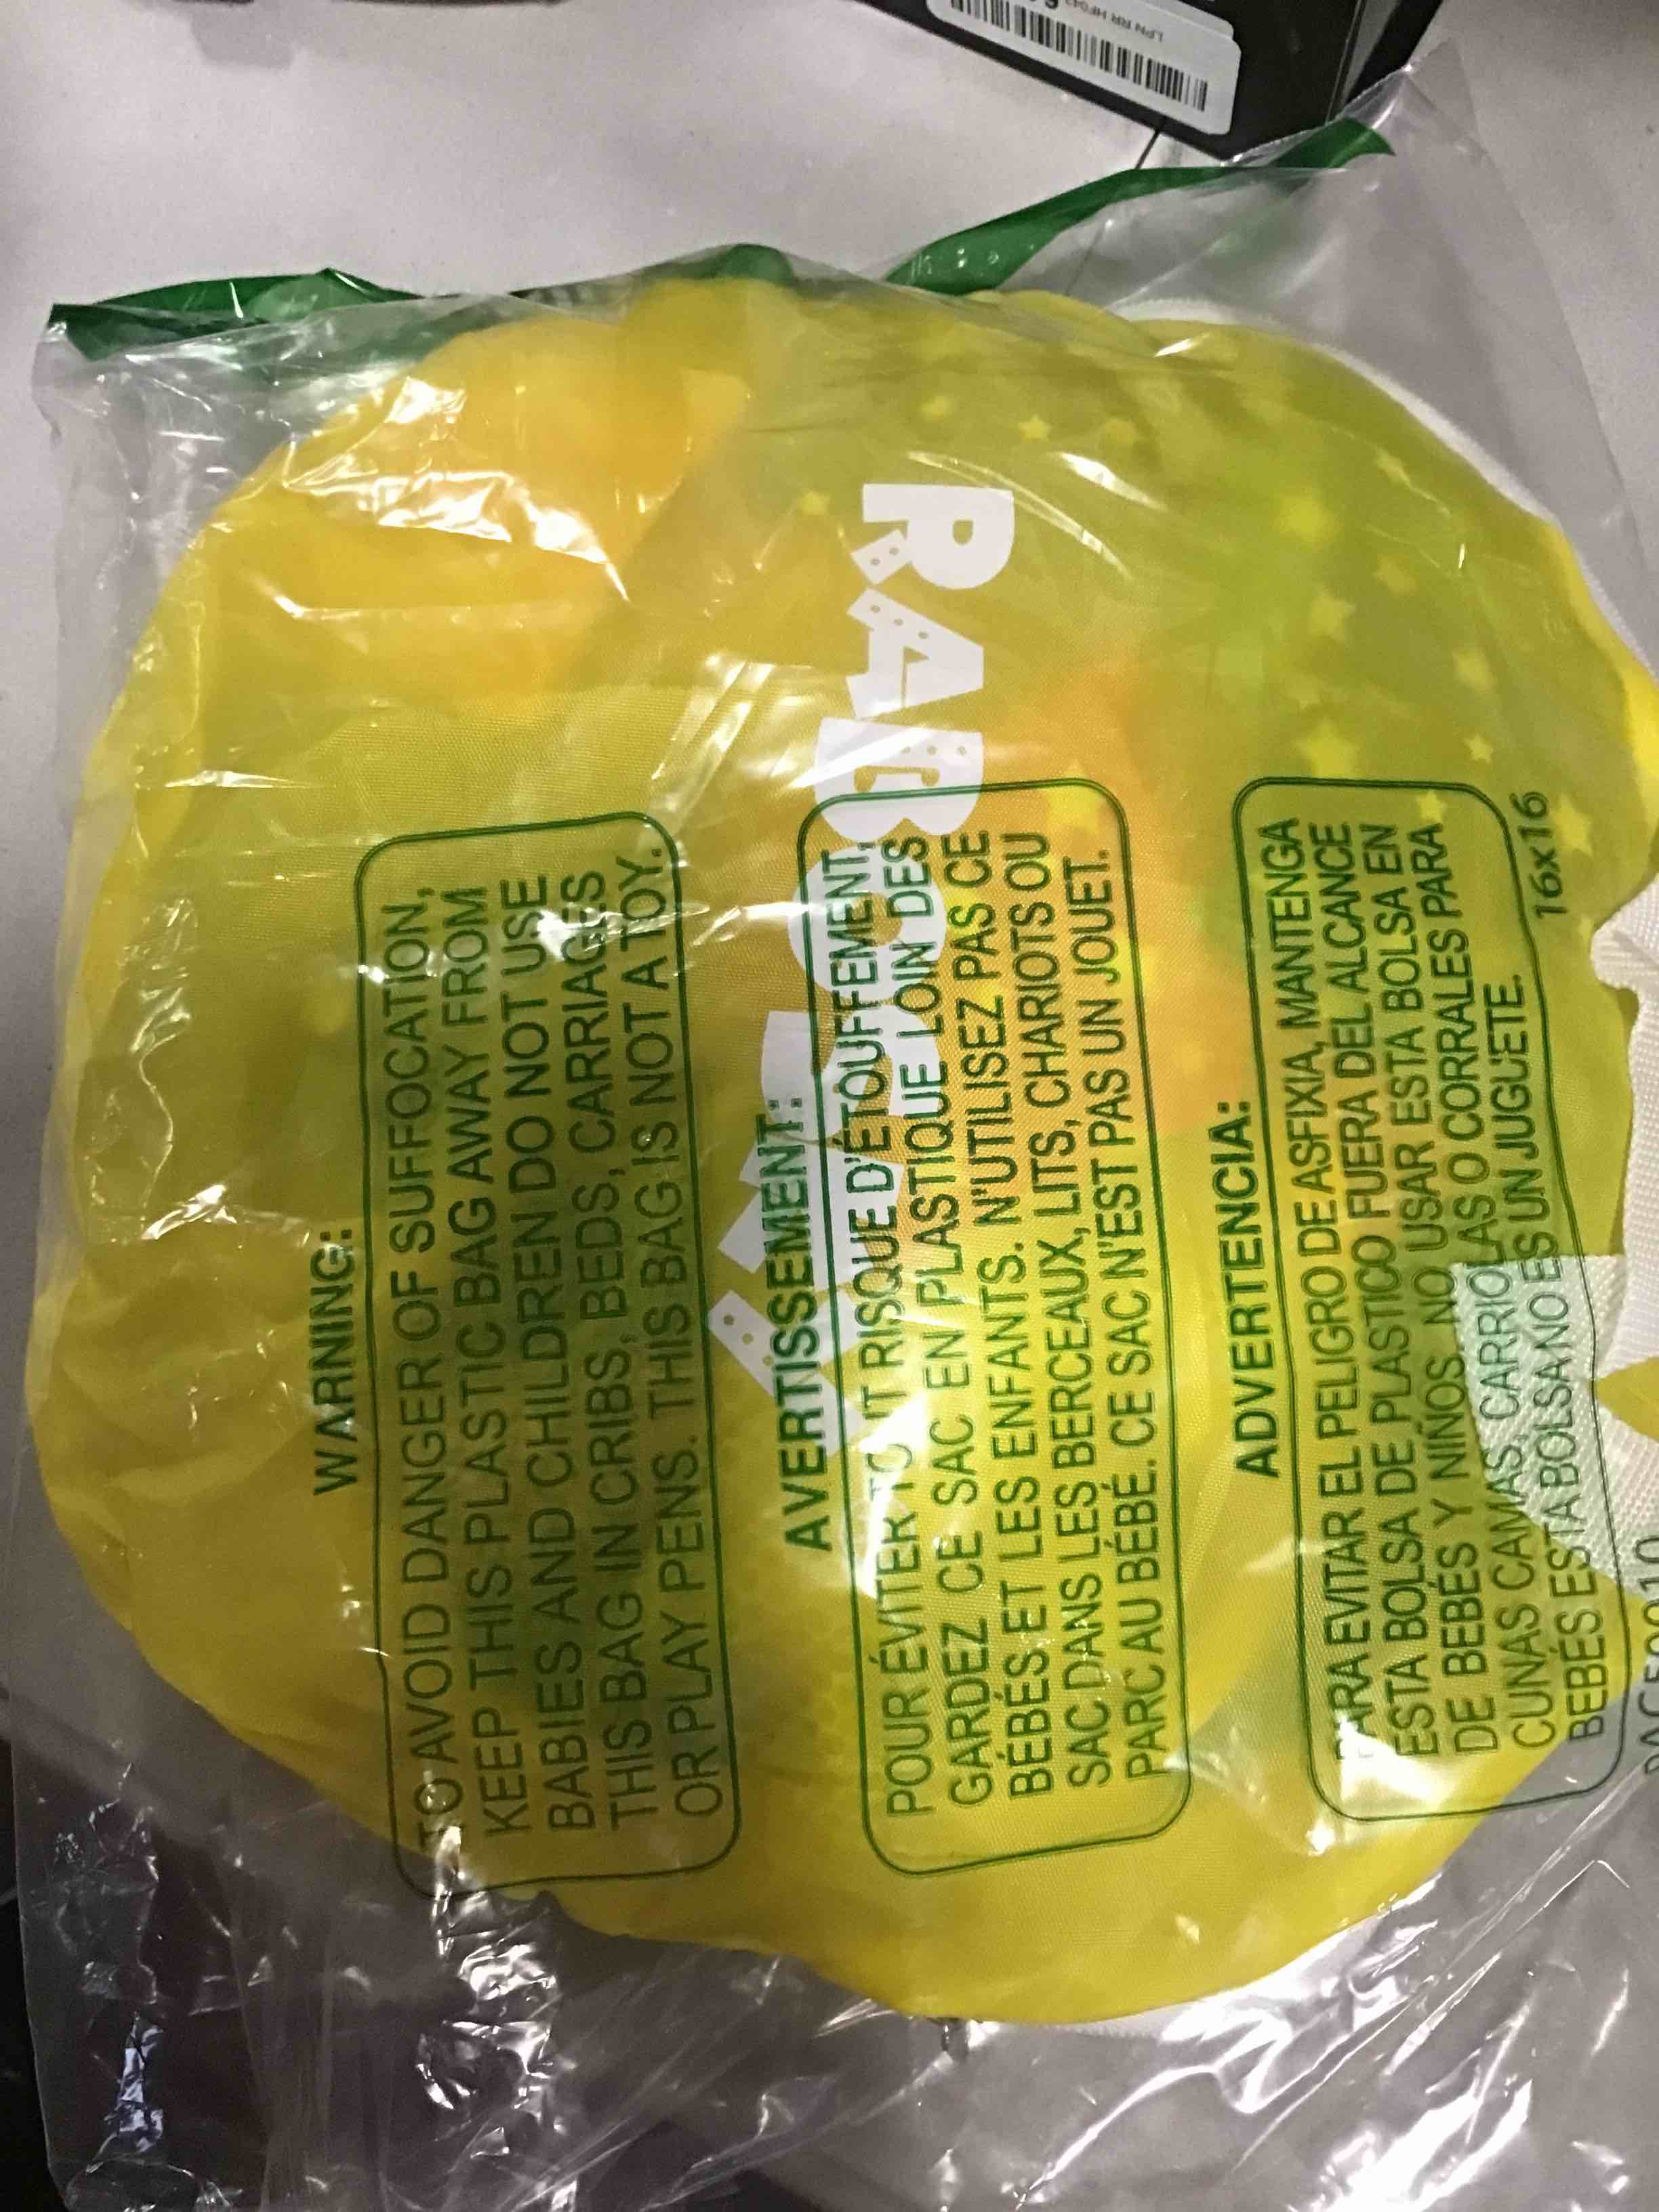 WARNING:
TO AVOID DANGER OF SUFFOCATION,
KEEP THIS PLASTIC BAG AWAY FROM
BABIES AND CHILDREN DO NOT USE
THIS BAG IN CRIBS, BEDS, CARRIAGES
OR PLAY PENS. THIS BAG IS NOT A TOY.
AVERTISSEMENT:
POUR ÉVITER TOUT RISQUE D'ÉTOUFFEMENT,
GARDEZ CE SAC EN PLASTIQUE LOIN DES
BÉBÉS ET LES ENFANTS. N'UTILISEZ PAS CE
SAC DANS LES BERCEAUX, LITS, CHARIOTS OU
PARC AU BÉBÉ. CE SAC N'EST PAS UN JOUET.
ADVERTENCIA:
PARA EVITAR EL PELIGRO DE ASFIXIA, MANTENGA
ESTA BOLSA DE PLASTICO FUERA DEL ALCANCE
DE BEBÉS Y NIÑOS. NO USAR ESTA BOLSA EN
CUNAS CAMAS, CARRIOLAS O CORRALES PARA
BEBÉS ESTA BOLSA NO ES UN JUGUETE.
16x16
LPN RR